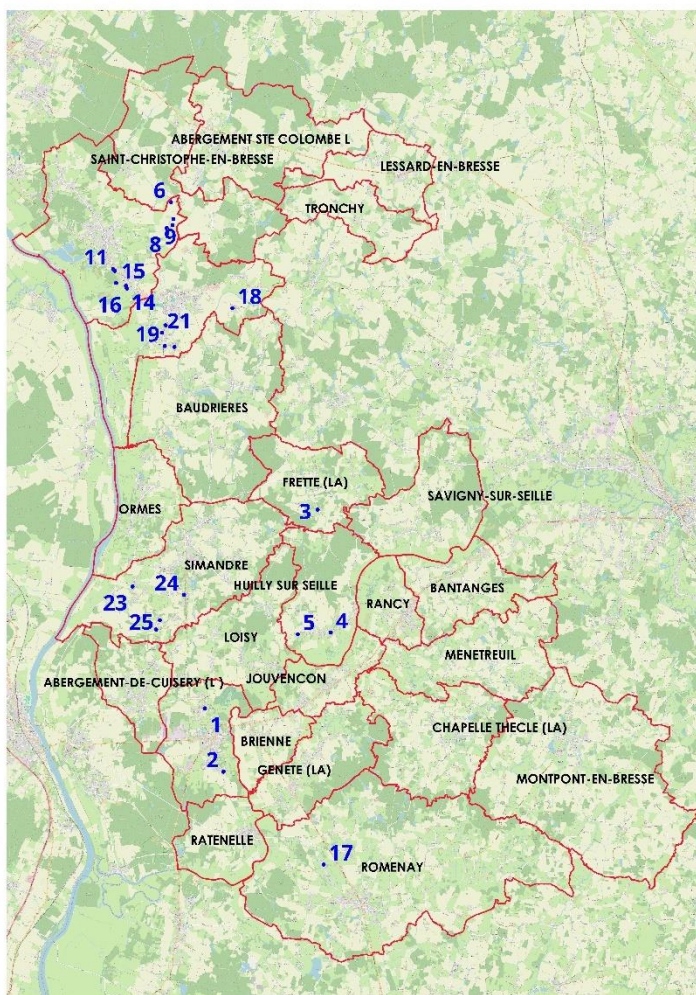 ABERGEMENT STE COLOMBE L
SAINT-CHRISTOPHE-EN-BRESSE
LESSARD-EN-BRESSE
6
TRONCHY
8
9
11
15
16
14
18
19
21
BAUDRIERES
FRETTE (LA)
SAVIGNY-SUR-SEILLE
ORMES
3
SIMANDRE
24
HUILLY SUR SEILLE
BANTANGES
23
RANCY
25
5
4
LOISY
MENETREUIL
JOUVENCON
ABERGEMENT-DE-CUISERY (L')
1
CHAPELLE THECLE (LA)
BRIENNE
2
GENETE (LA)
MONTPONT-EN-BRESSE
RATENELLE
17
ROMENAY